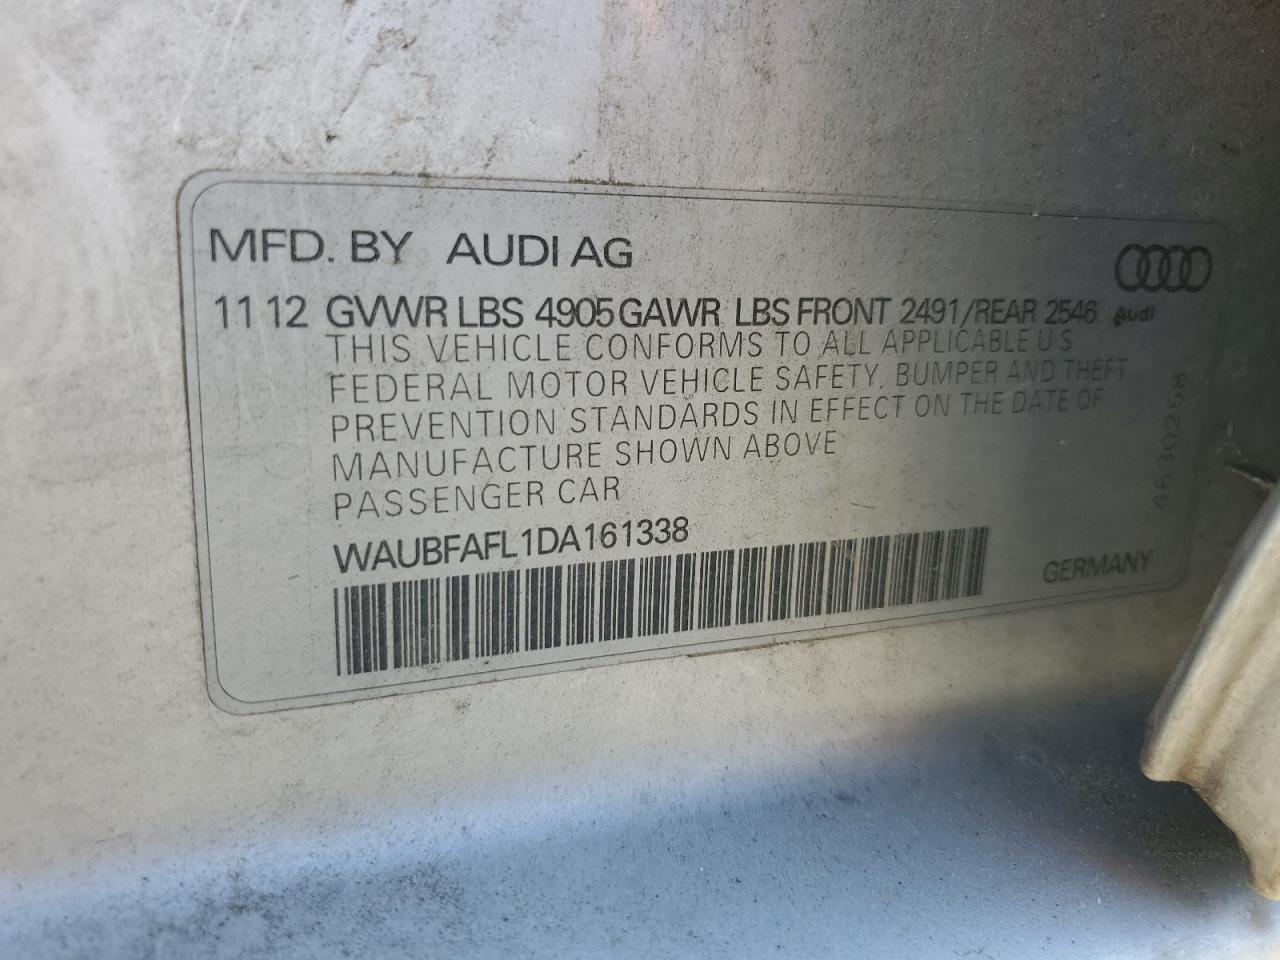 MFD. BY AUDI AG
11 12 GVWR LBS 4905 GAWR LBS FRONT 2491/REAR 2546
Audi
THIS VEHICLE CONFORMS TO ALL APPLICABLE U S
FEDERAL MOTOR VEHICLE SAFETY, BUMPER AND THEFT
PREVENTION STANDARDS IN EFFECT ON THE DATE OF
MANUFACTURE SHOWN ABOVE
PASSENGER CAR
WAUBFAFL1DA161338
46302258
GERMANY